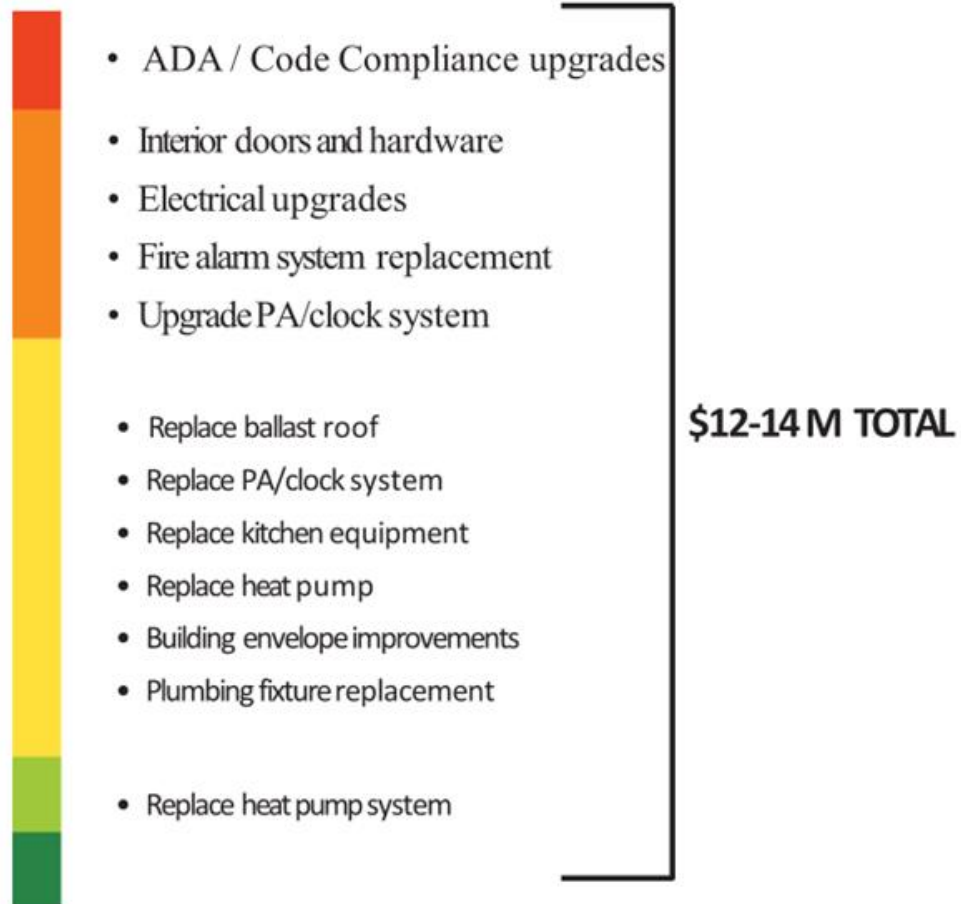 • ADA / Code Compliance upgrades
• Interior doors and hardware
• Electrical upgrades
• Fire alarm system replacement
• Upgrade PA/clock system
• Replace ballast roof
• Replace PA/clock system
• Replace kitchen equipment
• Replace heat pump
• Building envelope improvements
• Plumbing fixture replacement
• Replace heat pump system
$12-14 M TOTAL